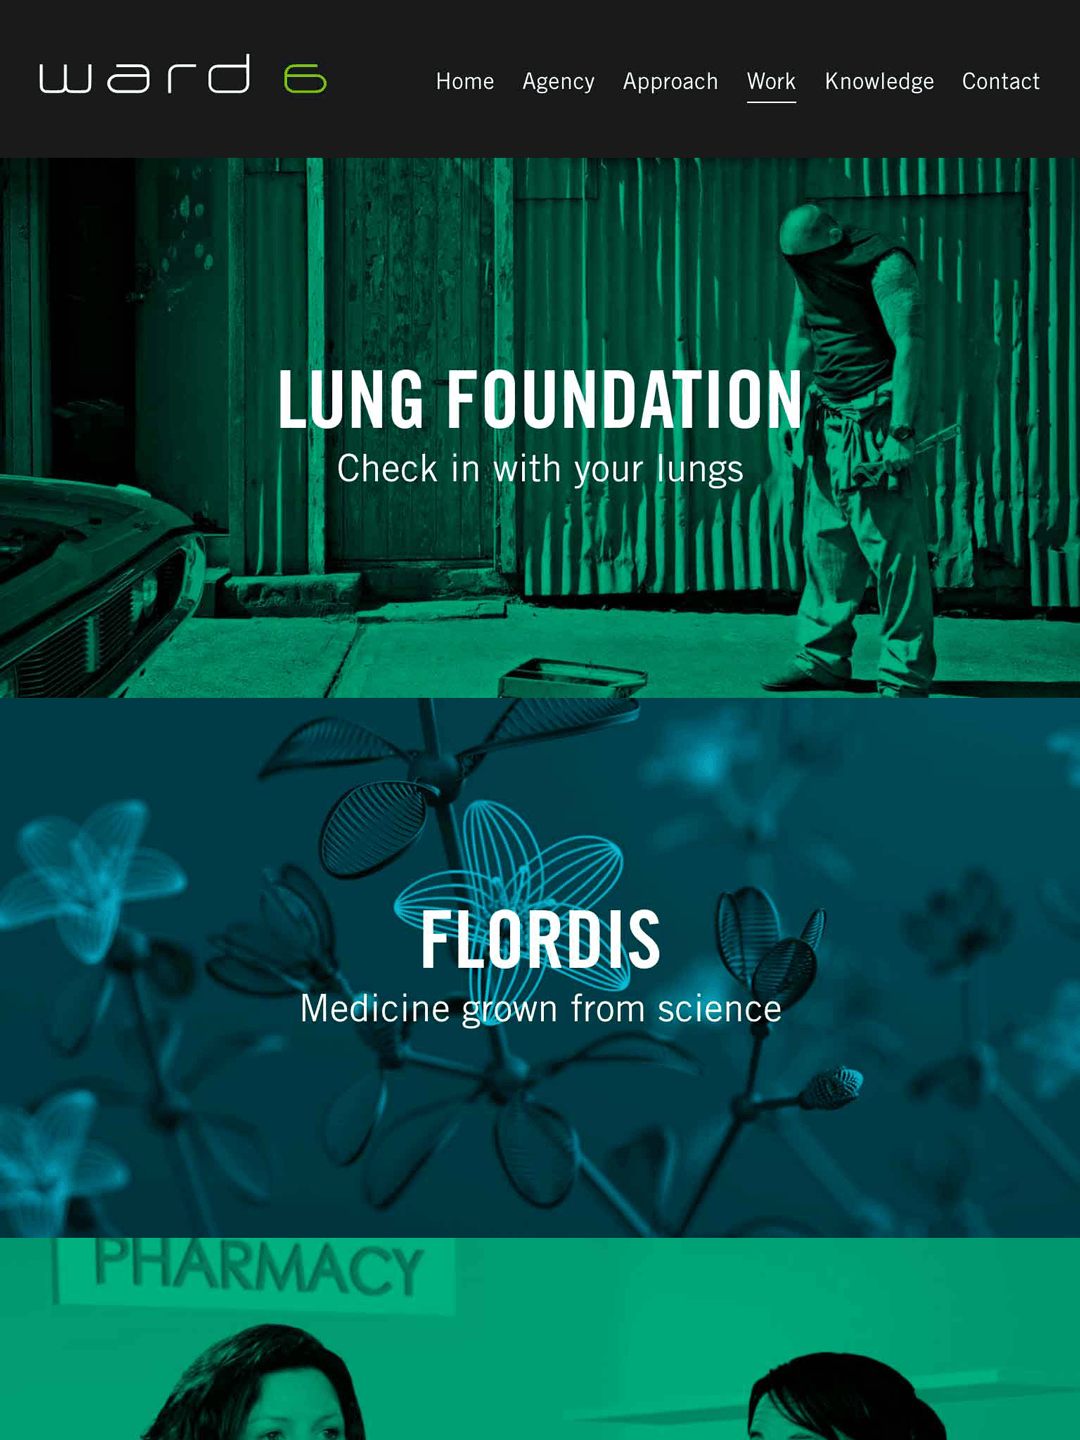 ward 6
Home Agency Approach Work Knowledge Contact
LUNG FOUNDATION
Check in with your lungs
FLORDIS
Medicine grown from science
PHARMACY